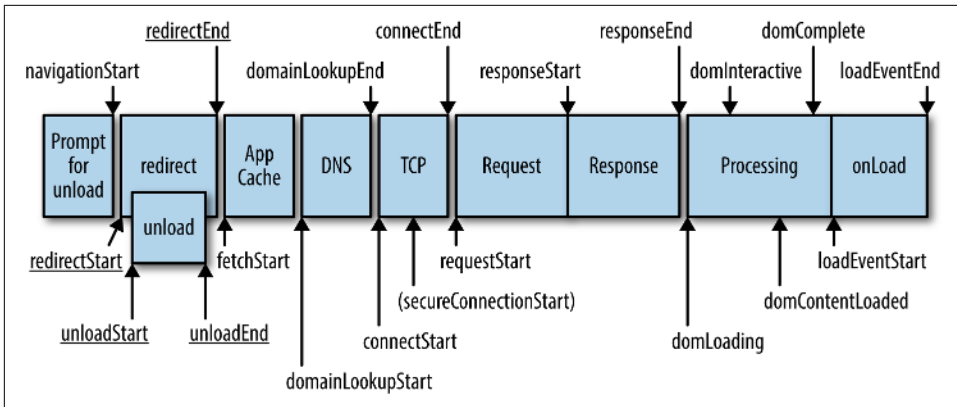 redirectEnd
connectEnd
responseEnd
domComplete
navigationStart
domainLookupEnd
responseStart
domInteractive
loadEventEnd
Prompt
for
unload
redirect
App
Cache
DNS
TCP
Request
Response
Processing
onLoad
unload
redirectStart
fetchStart
requestStart
loadEventStart
(secureConnectionStart)
domContentLoaded
unloadStart
unloadEnd
connectStart
domLoading
domainLookupStart